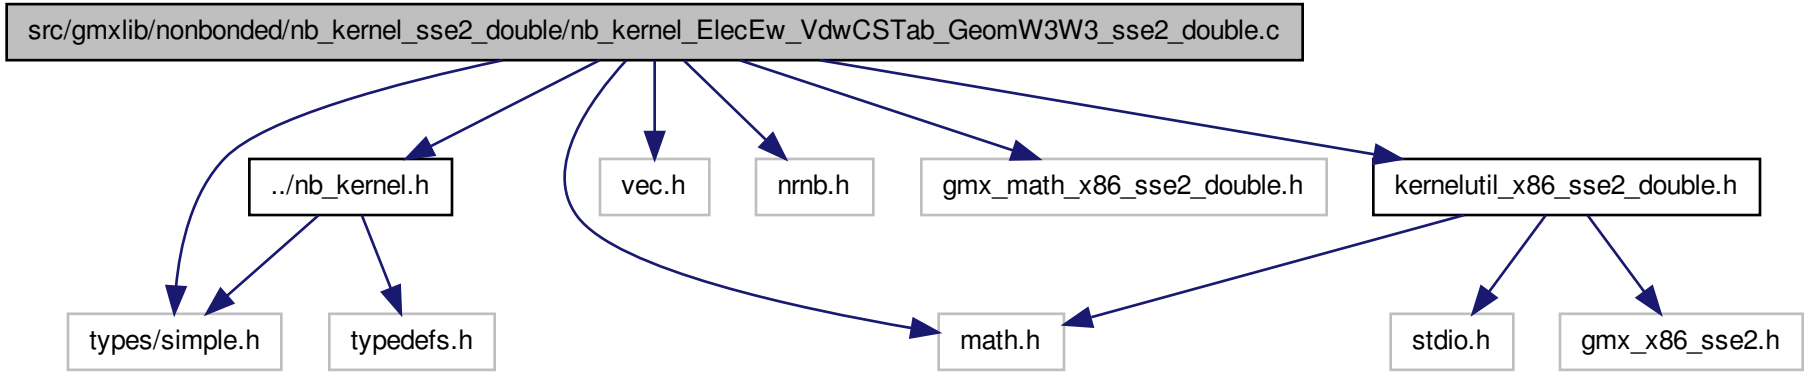 src/gmxlib/nonbonded/nb_kernel_sse2_double/nb_kernel_ElecEw_VdwCSTab_GeomW3W3_sse2_double.c
../nb_kernel.h
vec.h
nrnb.h
gmx_math_x86_sse2_double.h
kernelutil_x86_sse2_double.h
types/simple.h
typedefs.h
math.h
stdio.h
gmx_x86_sse2.h